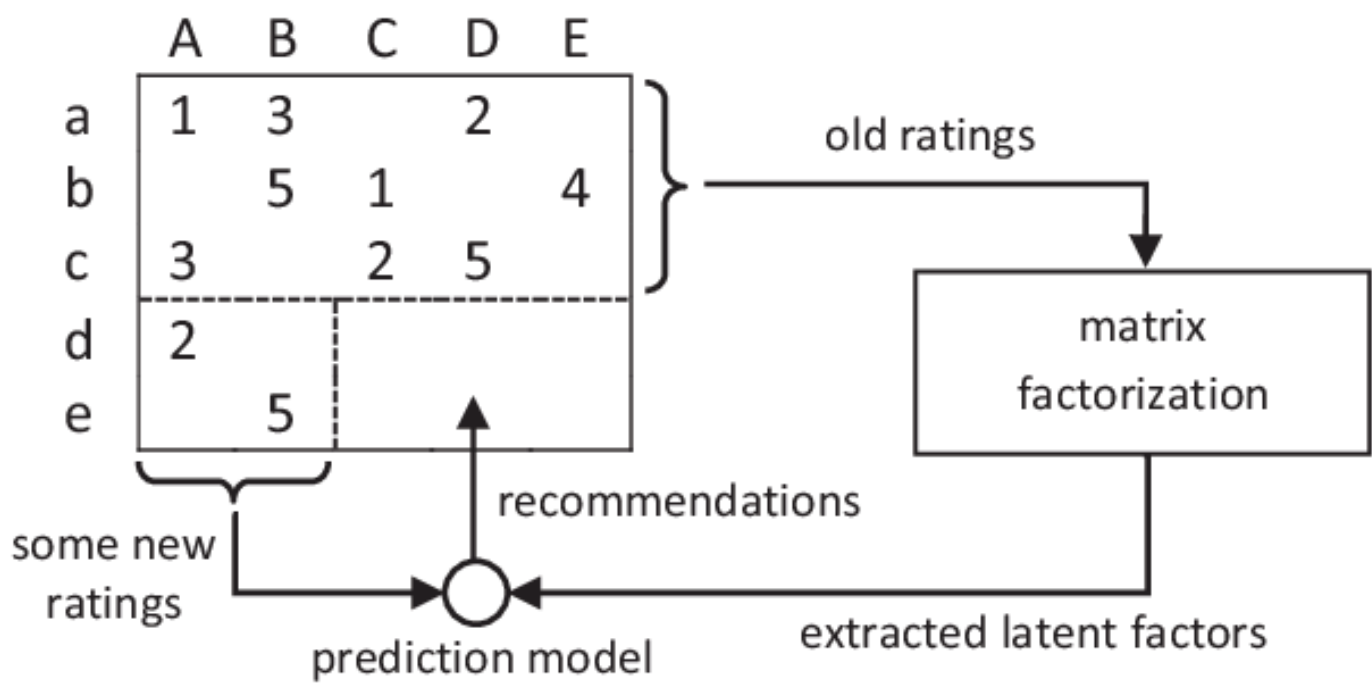 A B C D E
a 1 3 2
b 5 1 4
c 3 2 5
d 2
e 5
old ratings
matrix
factorization
recommendations
some new
ratings
prediction model
extracted latent factors